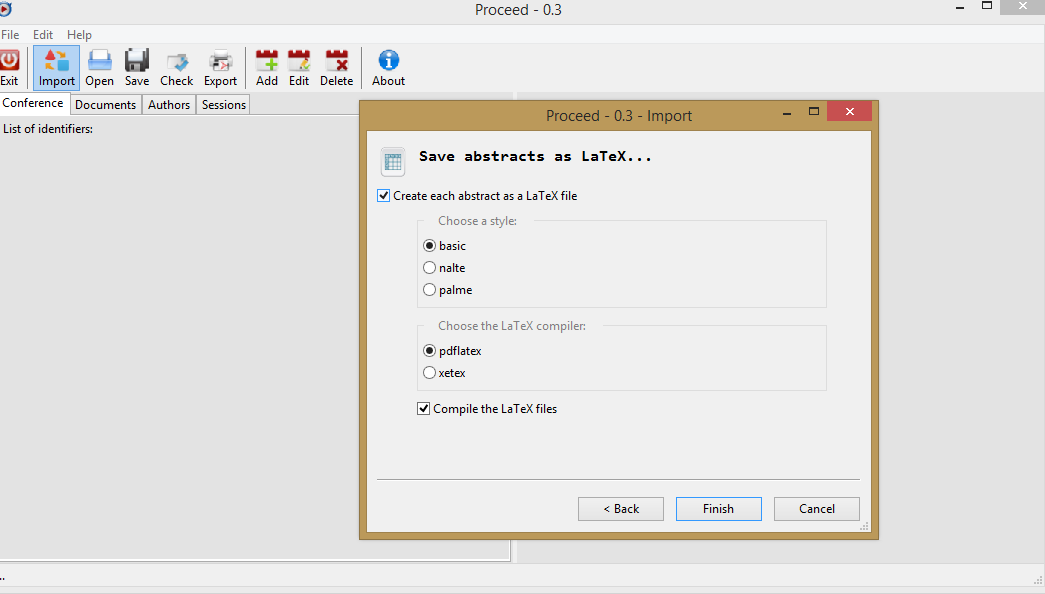 Proceed - 0.3
File Edit Help
Exit Import Open Save Check Export Add Edit Delete About
Conference Documents Authors Sessions
List of identifiers:
Proceed - 0.3 - Import
Save abstracts as LaTeX...
Create each abstract as a LaTeX file
Choose a style:
basic
nalte
palme
Choose the LaTeX compiler:
pdflatex
xetex
Compile the LaTeX files
< Back Finish Cancel
..